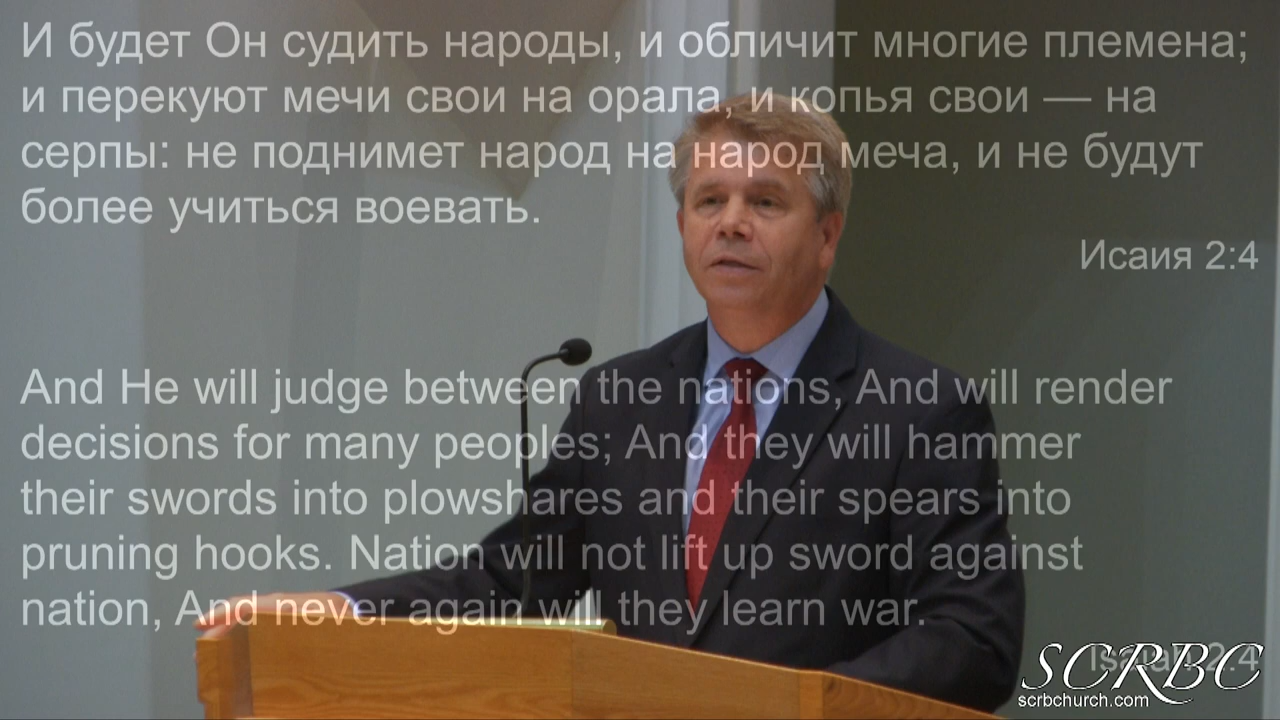 И будет Он судить народы, и обличит многие племена;
и перекуют мечи свои на орала, и копья свои — на
серпы: не поднимет народ на народ меча, и не будут
более учиться воевать.
Исаия 2:4
And He will judge between the nations, And will render
decisions for many peoples; And they will hammer
their swords into plowshares and their spears into
pruning hooks. Nation will not lift up sword against
nation, And never again will they learn war.
Isaiah 2:4
SCRBC
scrbchurch.com